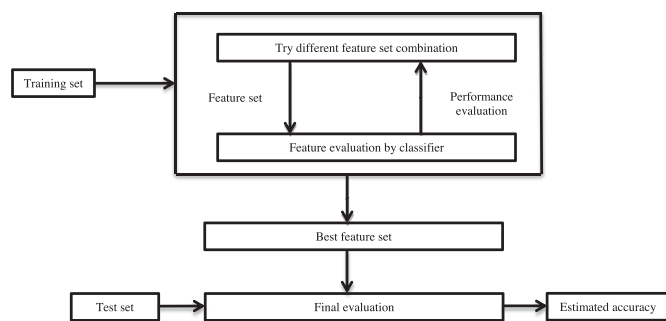 Try different feature set combination
Training set
Feature set
Performance
evaluation
Feature evaluation by classifier
Best feature set
Test set
Final evaluation
Estimated accuracy